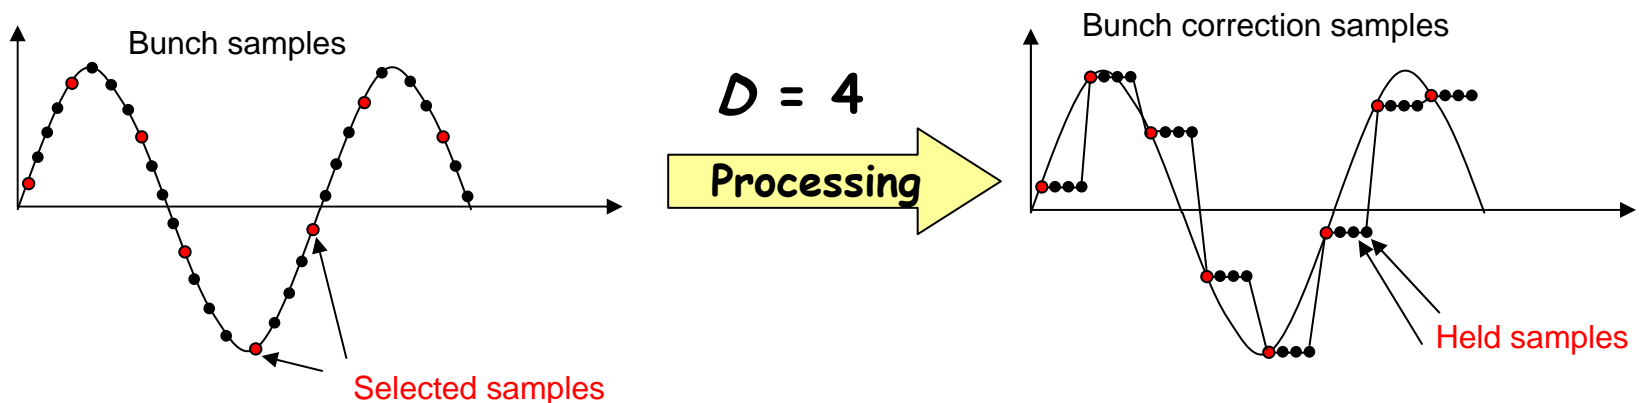 Bunch samples
D = 4
Processing
Bunch correction samples
Selected samples
Held samples